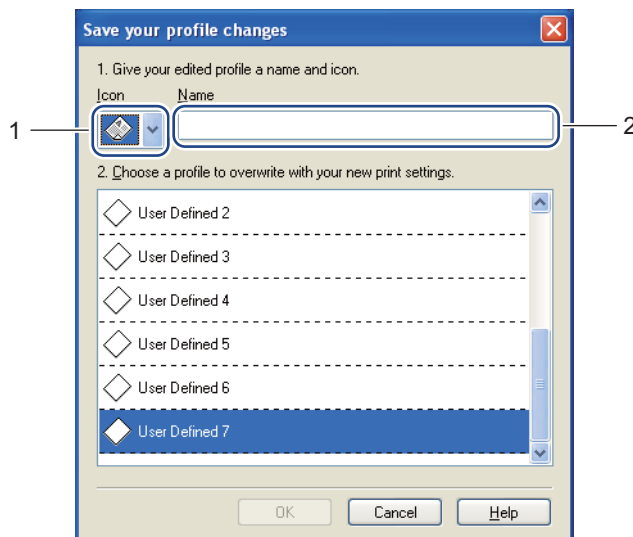 Save your profile changes
1. Give your edited profile a name and icon.
Icon Name
1
2
2. Choose a profile to overwrite with your new print settings.
User Defined 2
User Defined 3
User Defined 4
User Defined 5
User Defined 6
User Defined 7
OK Cancel Help